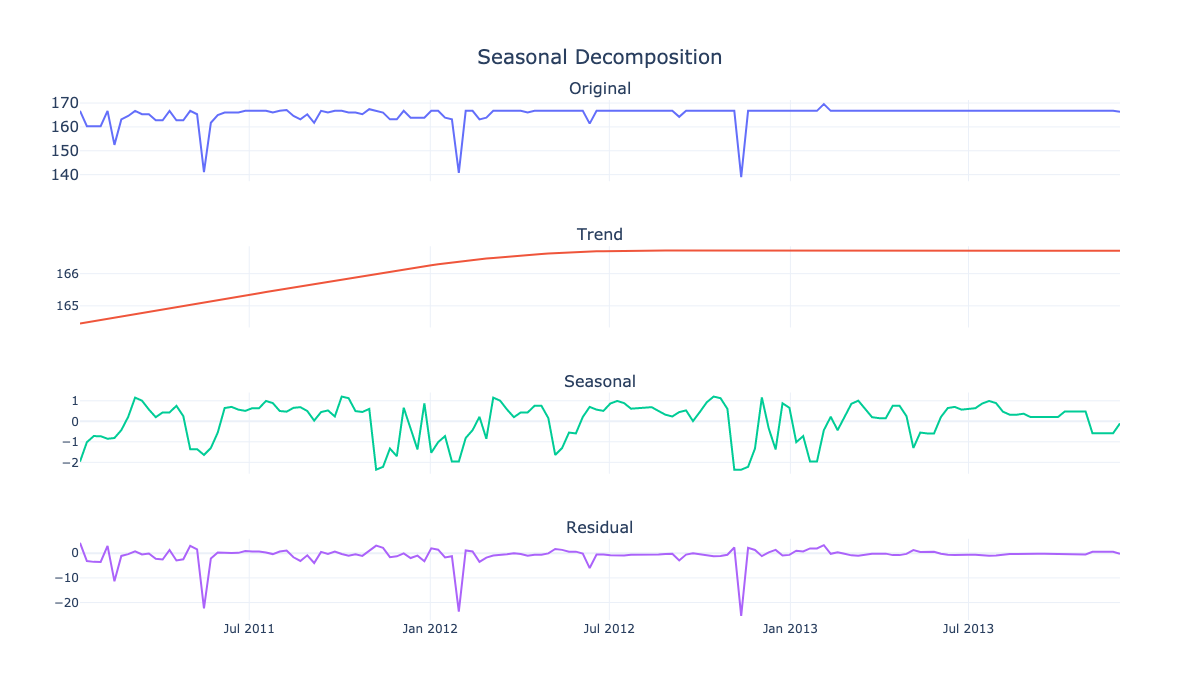 Seasonal Decomposition
Original
170
160
150
140
Trend
166
165
Seasonal
1
0
−1
−2
Residual
0
−10
−20
Jul 2011 Jan 2012 Jul 2012 Jan 2013 Jul 2013